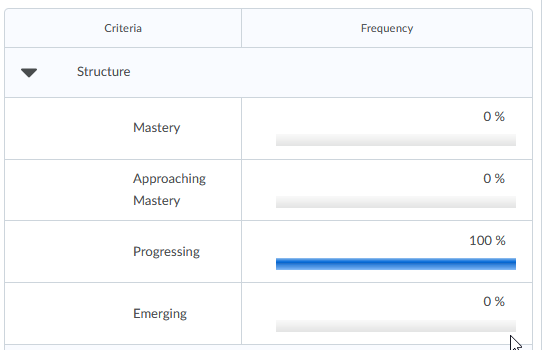 Criteria Frequency
Structure
Mastery 0 %
Approaching
Mastery 0 %
Progressing 100 %
Emerging 0 %